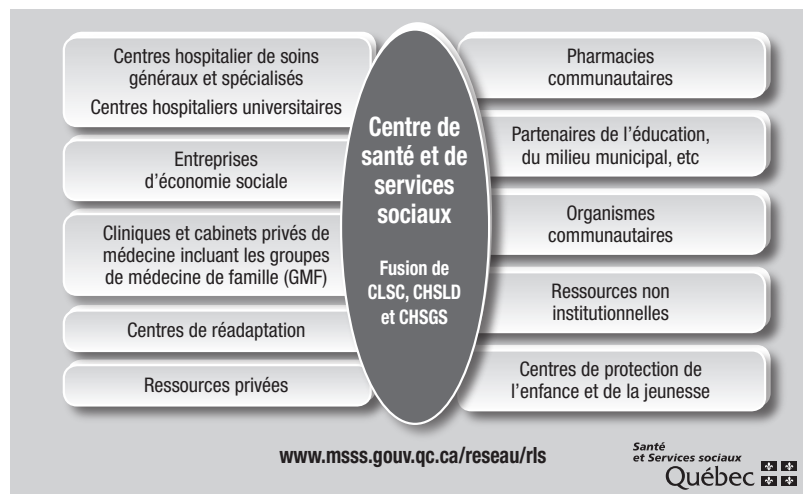 Centres hospitalier de soins
généraux et spécialisés
Centres hospitaliers universitaires
Entreprises
d'économie sociale
Cliniques et cabinets privés de
médecine incluant les groupes
de médecine de famille (GMF)
Centres de réadaptation
Ressources privées
Centre de
santé et de
services
sociaux
Fusion de
CLSC, CHSLD
et CHSGS
Pharmacies
communautaires
Partenaires de l'éducation,
du milieu municipal, etc
Organismes
communautaires
Ressources non
institutionnelles
Centres de protection de
l'enfance et de la jeunesse
www.msss.gouv.qc.ca/reseau/rls
Santé
et Services sociaux
Québec